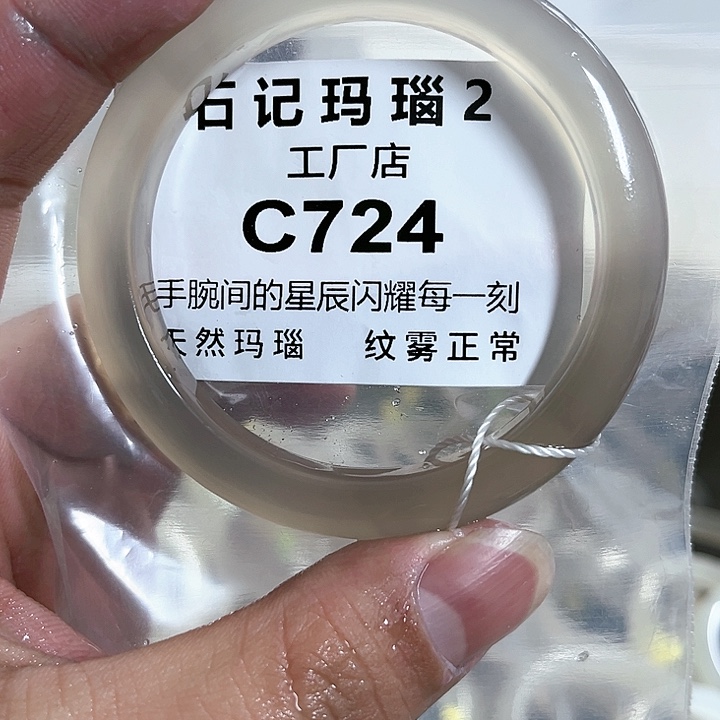 石记玛瑙2
工厂店
C724
手腕间的星辰闪耀每一刻
天然玛瑙 纹雾正常